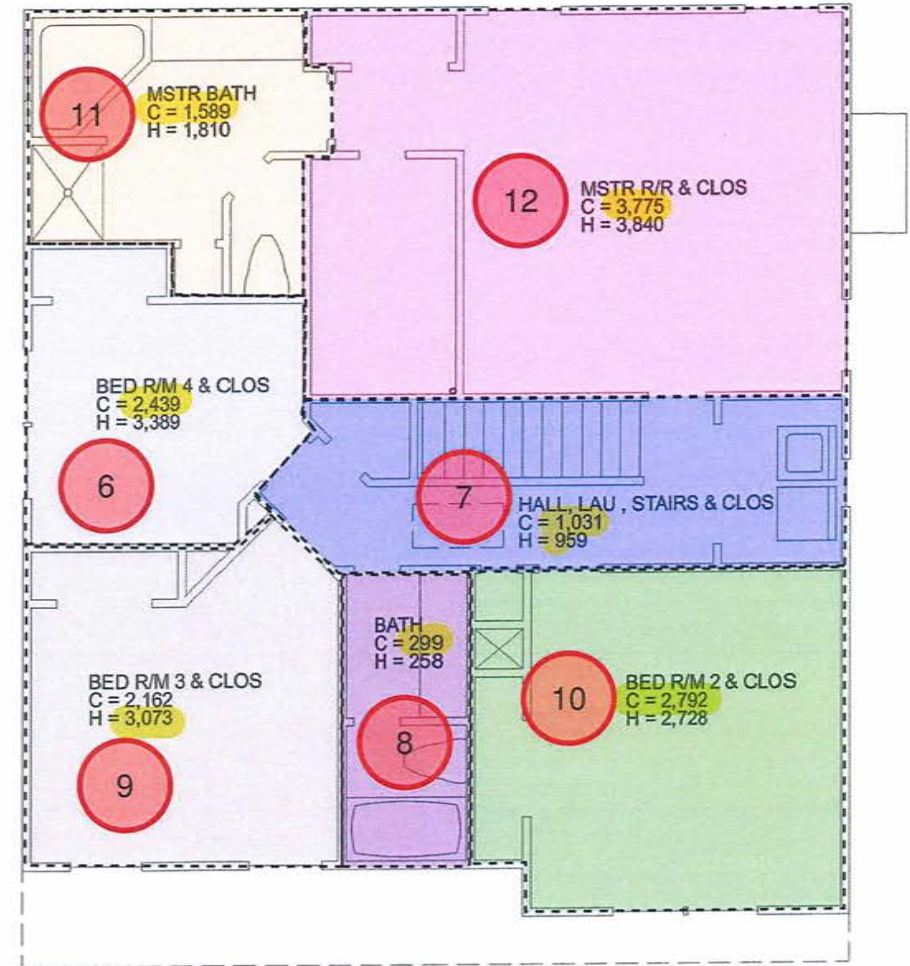 11
MSTR BATH
C = 1,589
H = 1,810
12
MSTR R/R & CLOS
C = 3,775
H = 3,840
BED R/M 4 & CLOS
C = 2,439
H = 3,389
6
7
HALL, LAU , STAIRS & CLOS
C = 1,031
H = 959
BATH
C = 299
H = 258
8
BED R/M 3 & CLOS
C = 2,162
H = 3,073
9
10
BED R/M 2 & CLOS
C = 2,792
H = 2,728